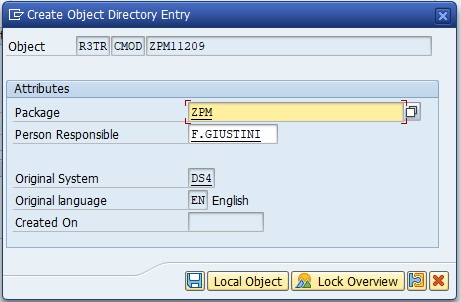 Create Object Directory Entry
Object R3TR CMOD ZPM11209
Attributes
Package ZPM
Person Responsible F.GIUSTINI
Original System DS4
Original language EN English
Created On
Local Object Lock Overview